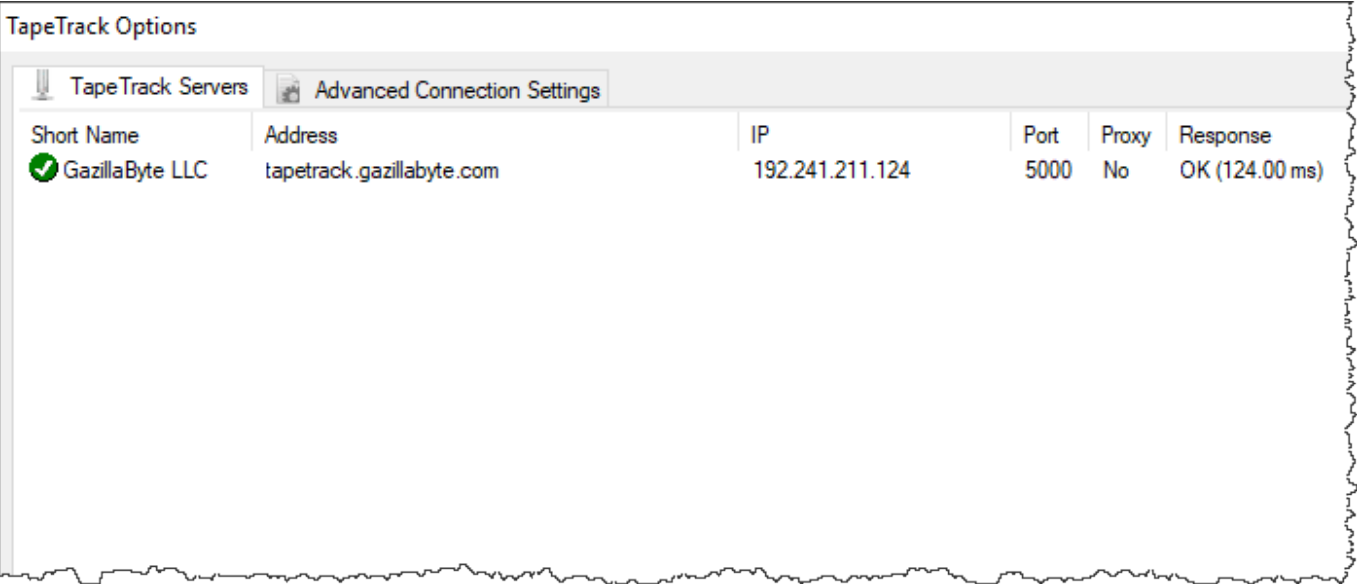 TapeTrack Options
TapeTrack Servers Advanced Connection Settings
Short Name Address IP Port Proxy Response
GazillaByte LLC tapetrack.gazillabyte.com 192.241.211.124 5000 No OK (124.00 ms)